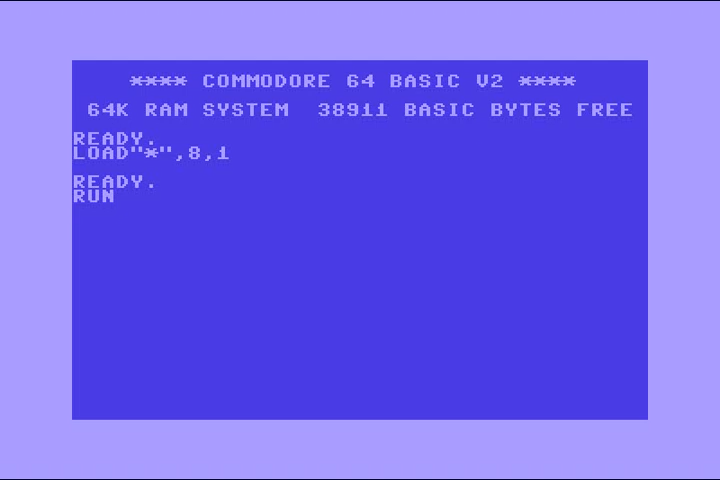 **** COMMODORE 64 BASIC V2 ****
64K RAM SYSTEM  38911 BASIC BYTES FREE
READY.
LOAD"*",8,1
READY.
RUN